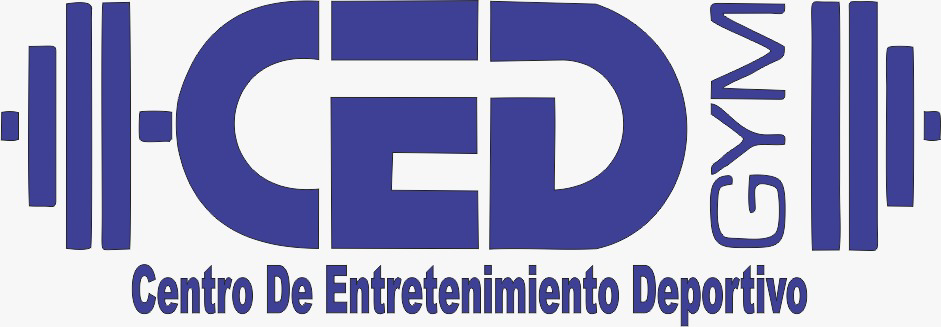 CED
GYM
Centro De Entretenimiento Deportivo